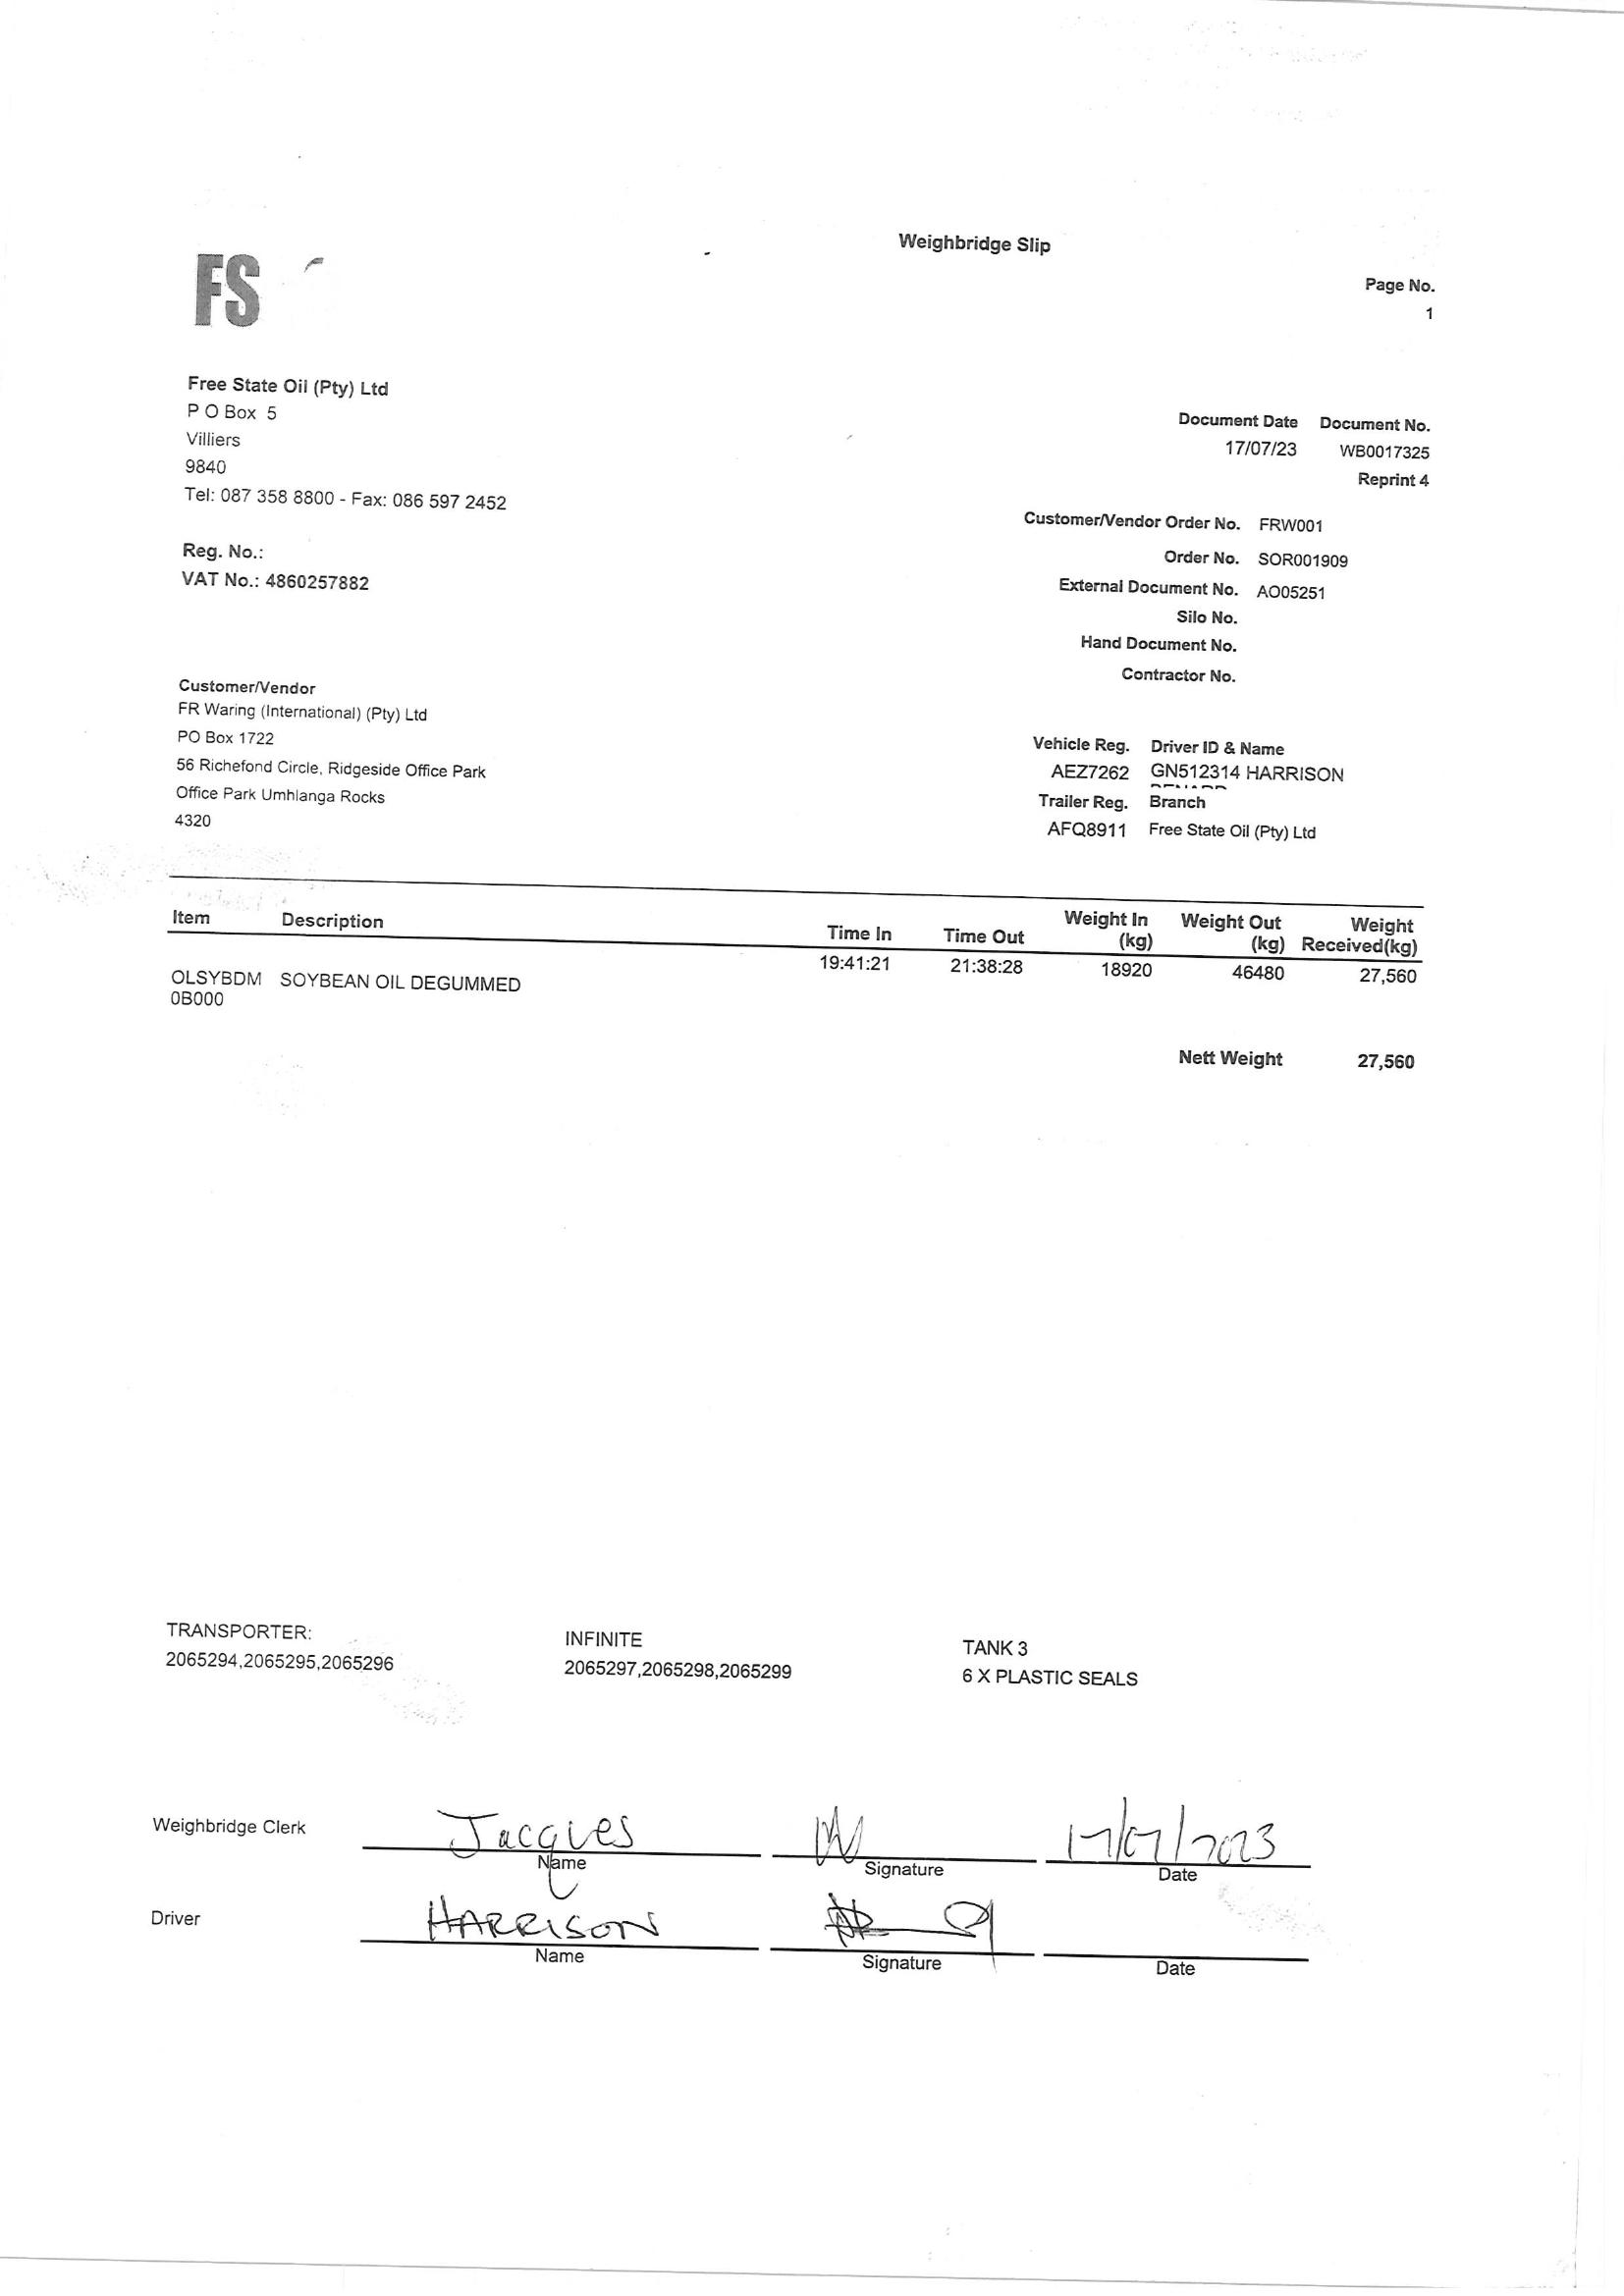 Weighbridge Slip
Page No.
1
FS
Free State Oil (Pty) Ltd
P O Box 5
Villiers
9840
Tel: 087 358 8800 - Fax: 086 597 2452
Reg. No.:
VAT No.: 4860257882
Document Date Document No.
17/07/23 WB0017325
Reprint 4
Customer/Vendor Order No. FRW001
Order No. SOR001909
External Document No. AO05251
Silo No.
Hand Document No.
Contractor No.
Customer/Vendor
FR Waring (International) (Pty) Ltd
PO Box 1722
56 Richefond Circle, Ridgeside Office Park
Office Park Umhlanga Rocks
4320
Vehicle Reg. Driver ID & Name
AEZ7262 GN512314 HARRISON
Trailer Reg. Branch
AFQ8911 Free State Oil (Pty) Ltd
Item Description Time In Time Out Weight In (kg) Weight Out (kg) Weight Received(kg)
OLSYBDM SOYBEAN OIL DEGUMMED 19:41:21 21:38:28 18920 46480 27,560
0B000
Nett Weight 27,560
TRANSPORTER: INFINITE TANK 3
2065294,2065295,2065296 2065297,2065298,2065299 6 X PLASTIC SEALS
Weighbridge Clerk Jacques 17/07/2023
Name Signature Date
Driver HARRISON
Name Signature Date